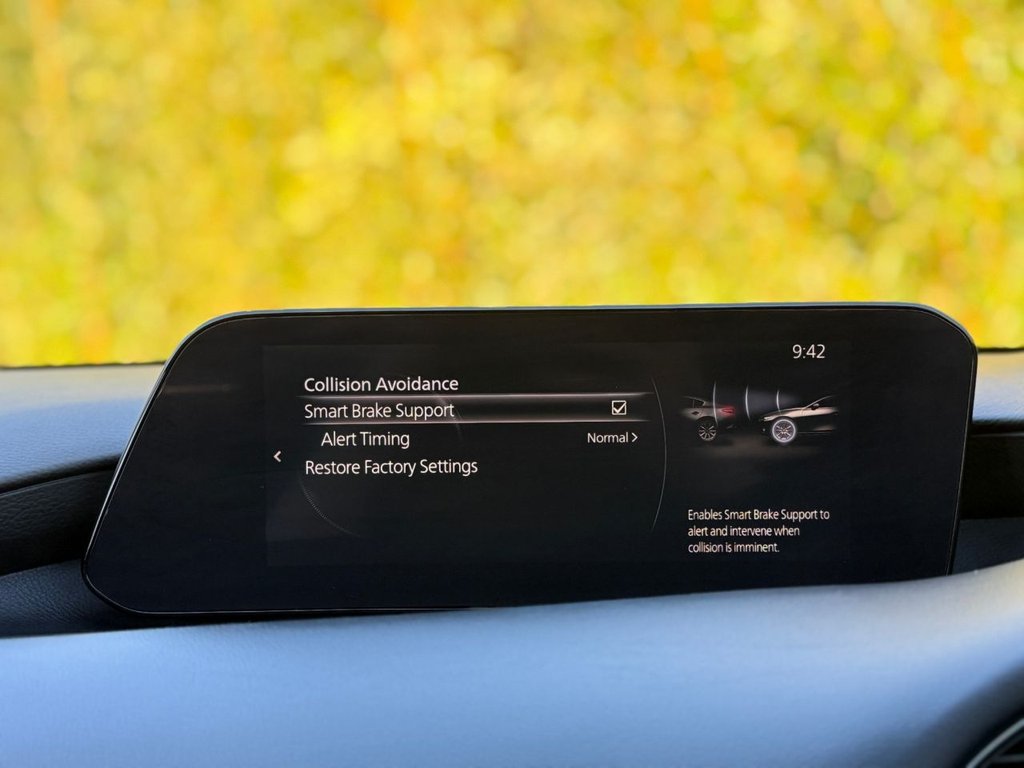 9:42
Collision Avoidance
Smart Brake Support
Alert Timing Normal >
Restore Factory Settings
Enables Smart Brake Support to
alert and intervene when
collision is imminent.